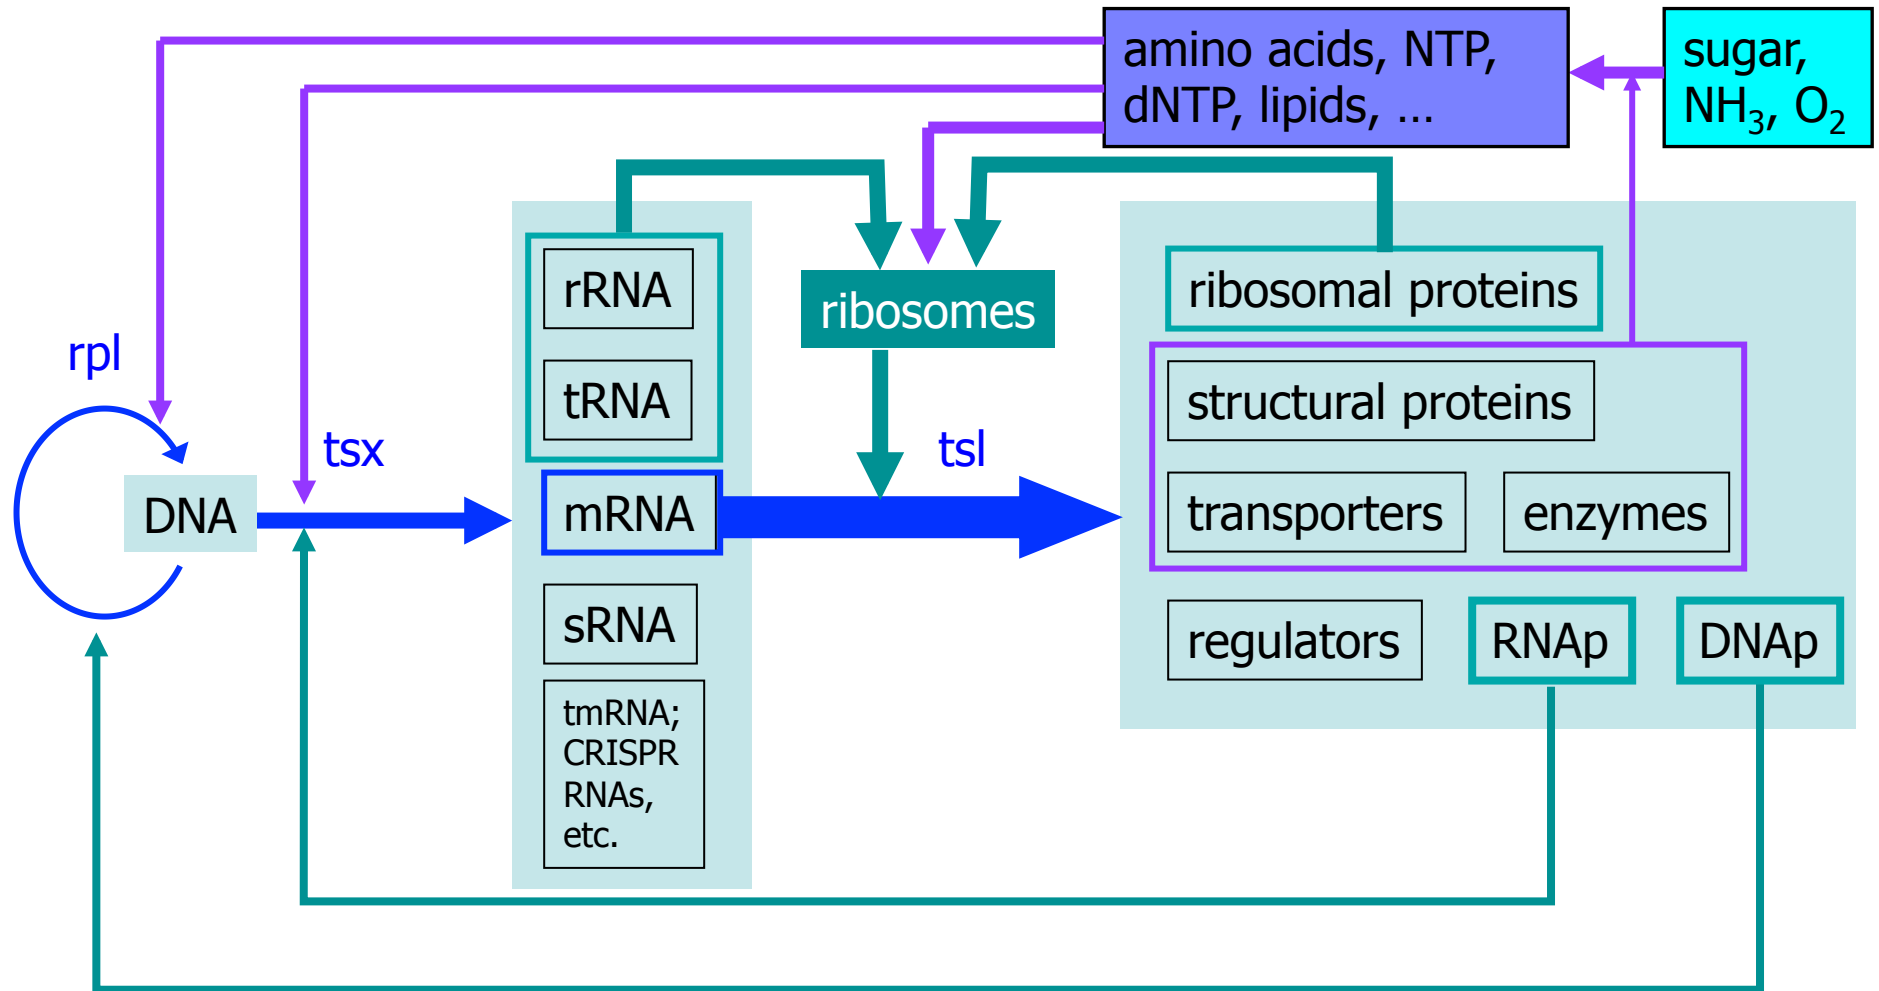 amino acids, NTP,
dNTP, lipids, ...
sugar,
NH₃, O₂
rpl
DNA
tsx
rRNA
tRNA
mRNA
sRNA
tmRNA;
CRISPR
RNAs,
etc.
ribosomes
tsl
ribosomal proteins
structural proteins
transporters
enzymes
regulators
RNAp
DNAp